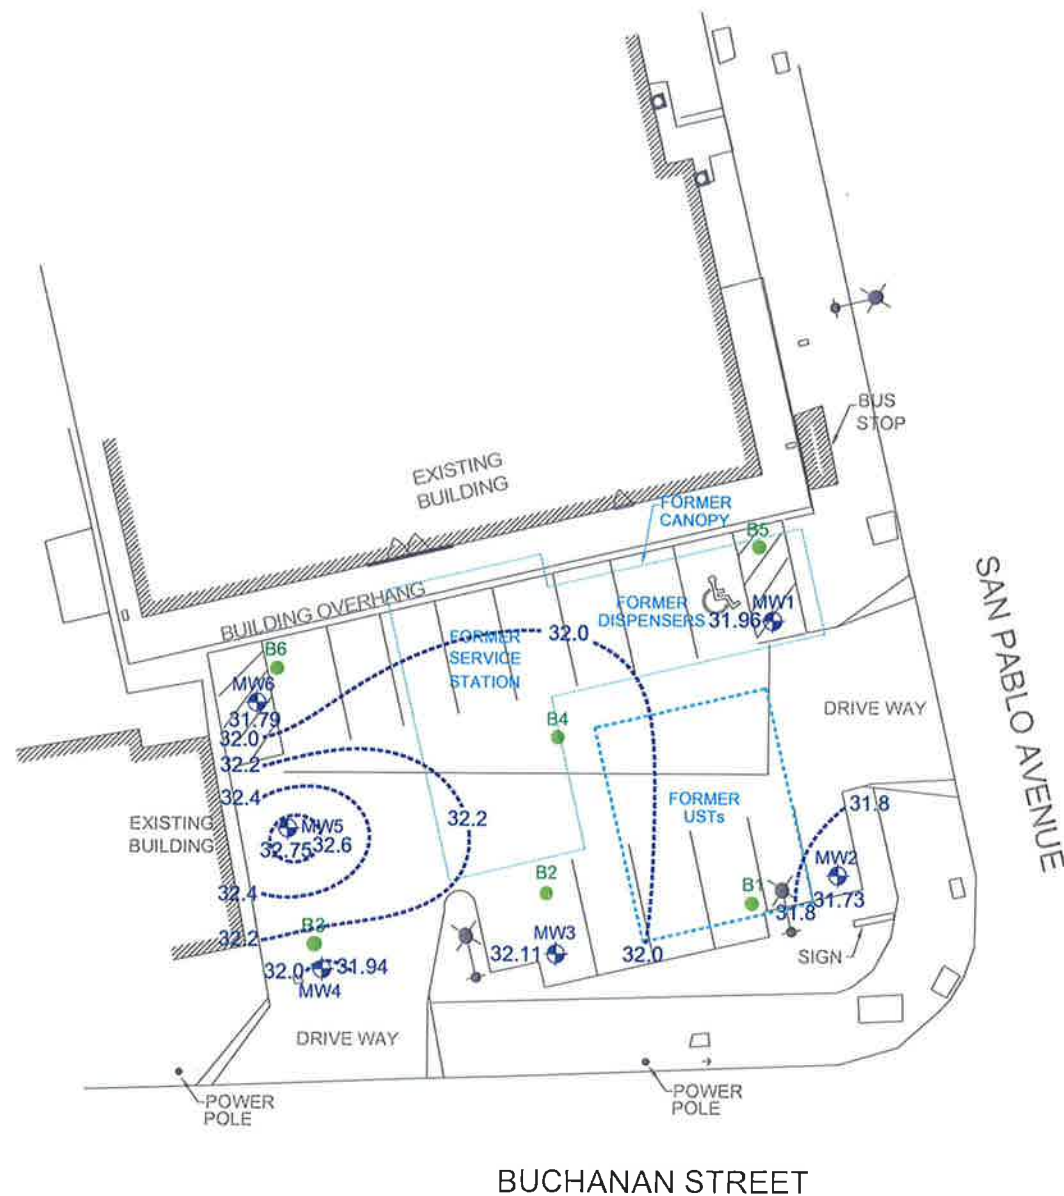 BUS
STOP
EXISTING
BUILDING
FORMER
CANOPY
B5
SAN PABLO AVENUE
BUILDING OVERHANG
FORMER
DISPENSERS
MW1
31.96
FORMER
SERVICE
STATION
32.0
B6
MW6
31.79
32.0
B4
DRIVE WAY
32.2
32.4
FORMER
USTs
31.8
EXISTING
BUILDING
MW5
32.75
32.6
32.2
MW2
31.73
32.4
B2
B1
31.8
32.2
B3
MW3
32.11
32.0
SIGN
32.0
31.94
MW4
DRIVE WAY
POWER
POLE
POWER
POLE
BUCHANAN STREET